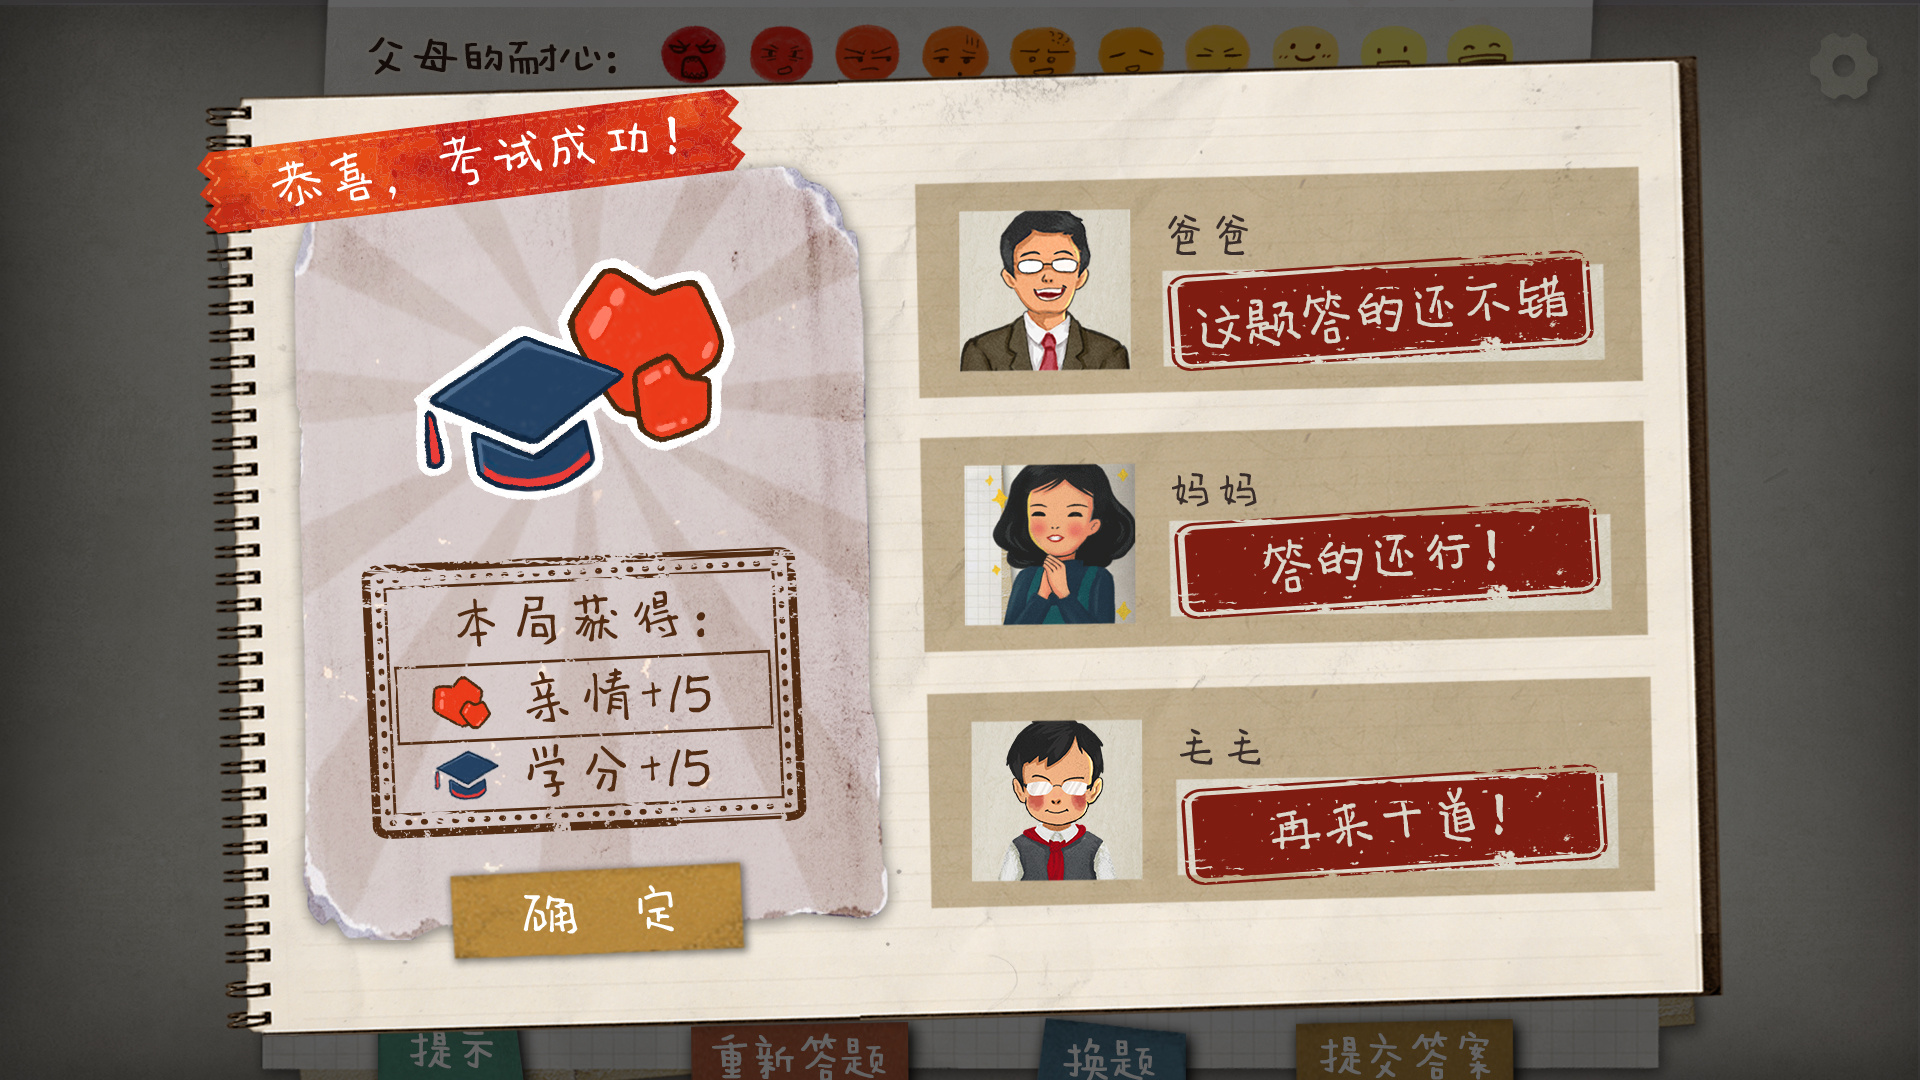 父母的耐心：
恭喜，考试成功！
本局获得：
亲情+15
学分+15
确定
爸爸
这题答的还不错
妈妈
答的还行！
毛毛
再来十道！
提示
重新答题
换题
提交答案